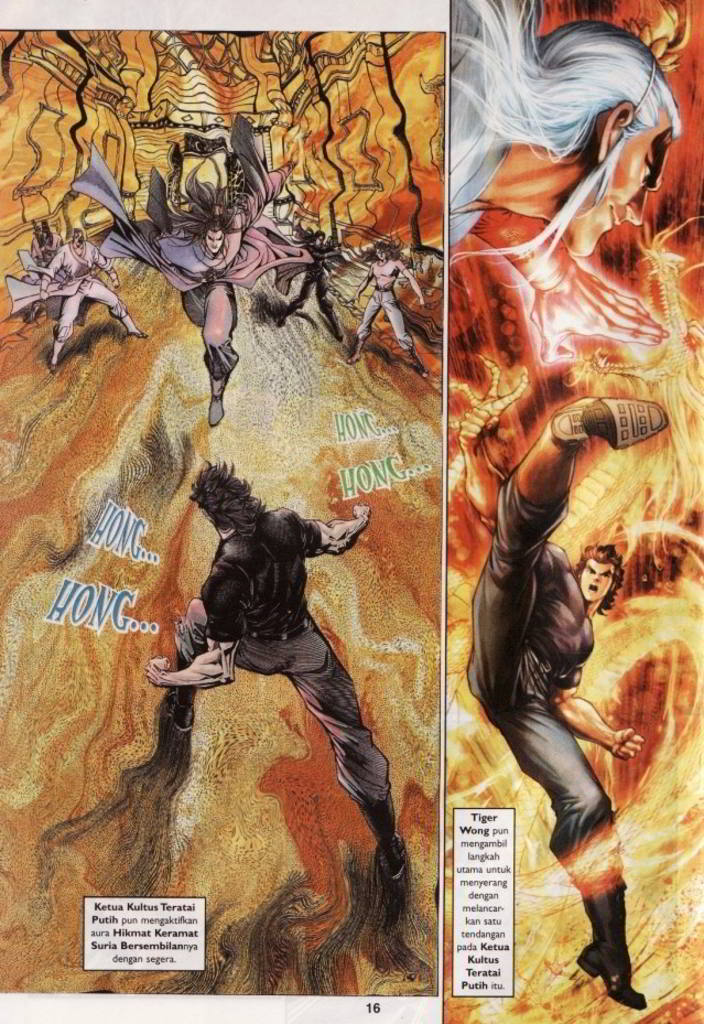 HONG...
HONG...
HONG...
HONG...
Ketua Kultus Teratai
Putih pun mengaktifkan
aura Hikmat Keramat
Suria Bersembilannya
dengan segera.
Tiger
Wong pun
mengambil
langkah
utama untuk
menyerang
dengan
melancar-
kan satu
tendangan
pada Ketua
Kultus
Teratai
Putih itu.
16